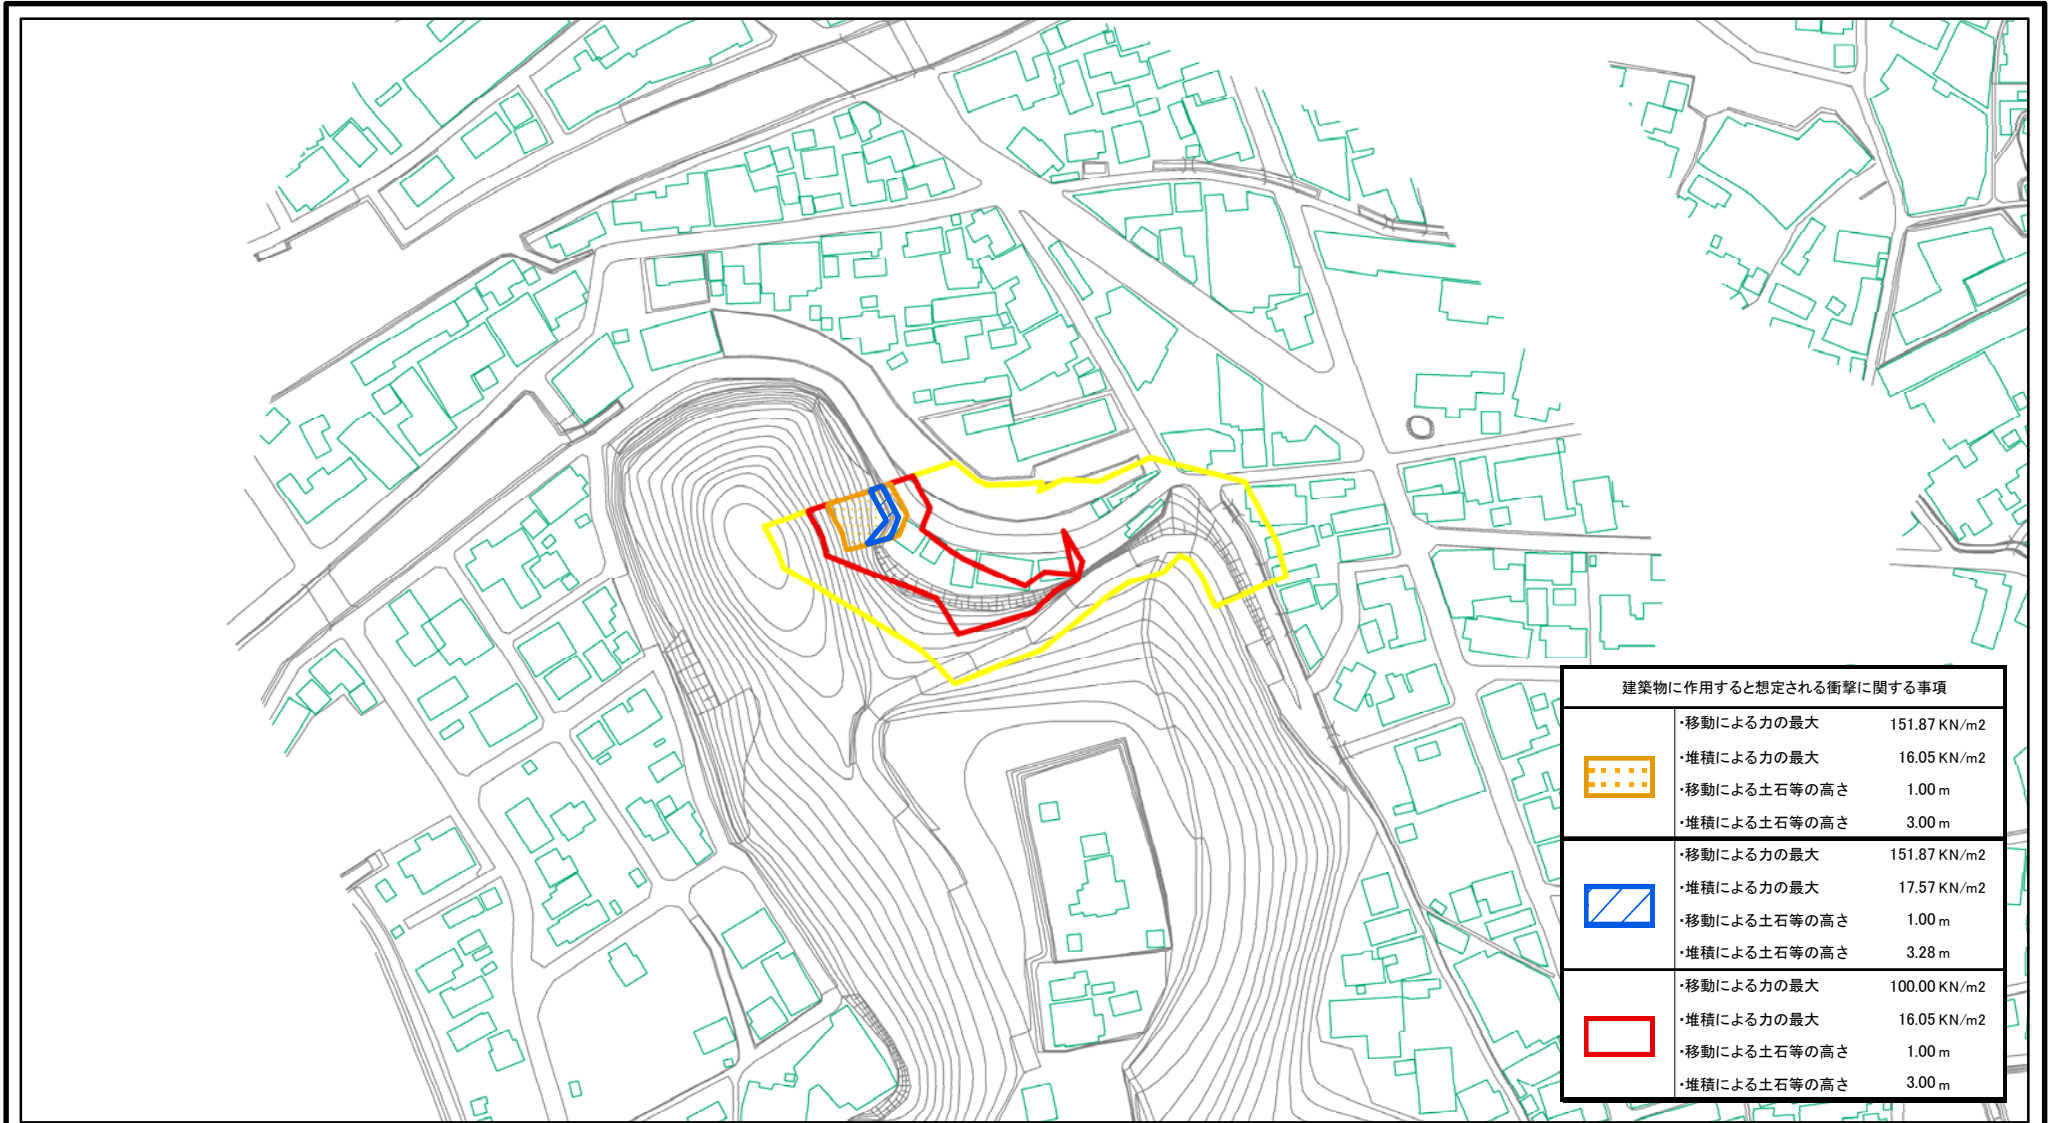 建築物に作用すると想定される衝撃に関する事項
・移動による力の最大 151.87 KN/m2
・堆積による力の最大 16.05 KN/m2
・移動による土石等の高さ 1.00 m
・堆積による土石等の高さ 3.00 m
・移動による力の最大 151.87 KN/m2
・堆積による力の最大 17.57 KN/m2
・移動による土石等の高さ 1.00 m
・堆積による土石等の高さ 3.28 m
・移動による力の最大 100.00 KN/m2
・堆積による力の最大 16.05 KN/m2
・移動による土石等の高さ 1.00 m
・堆積による土石等の高さ 3.00 m